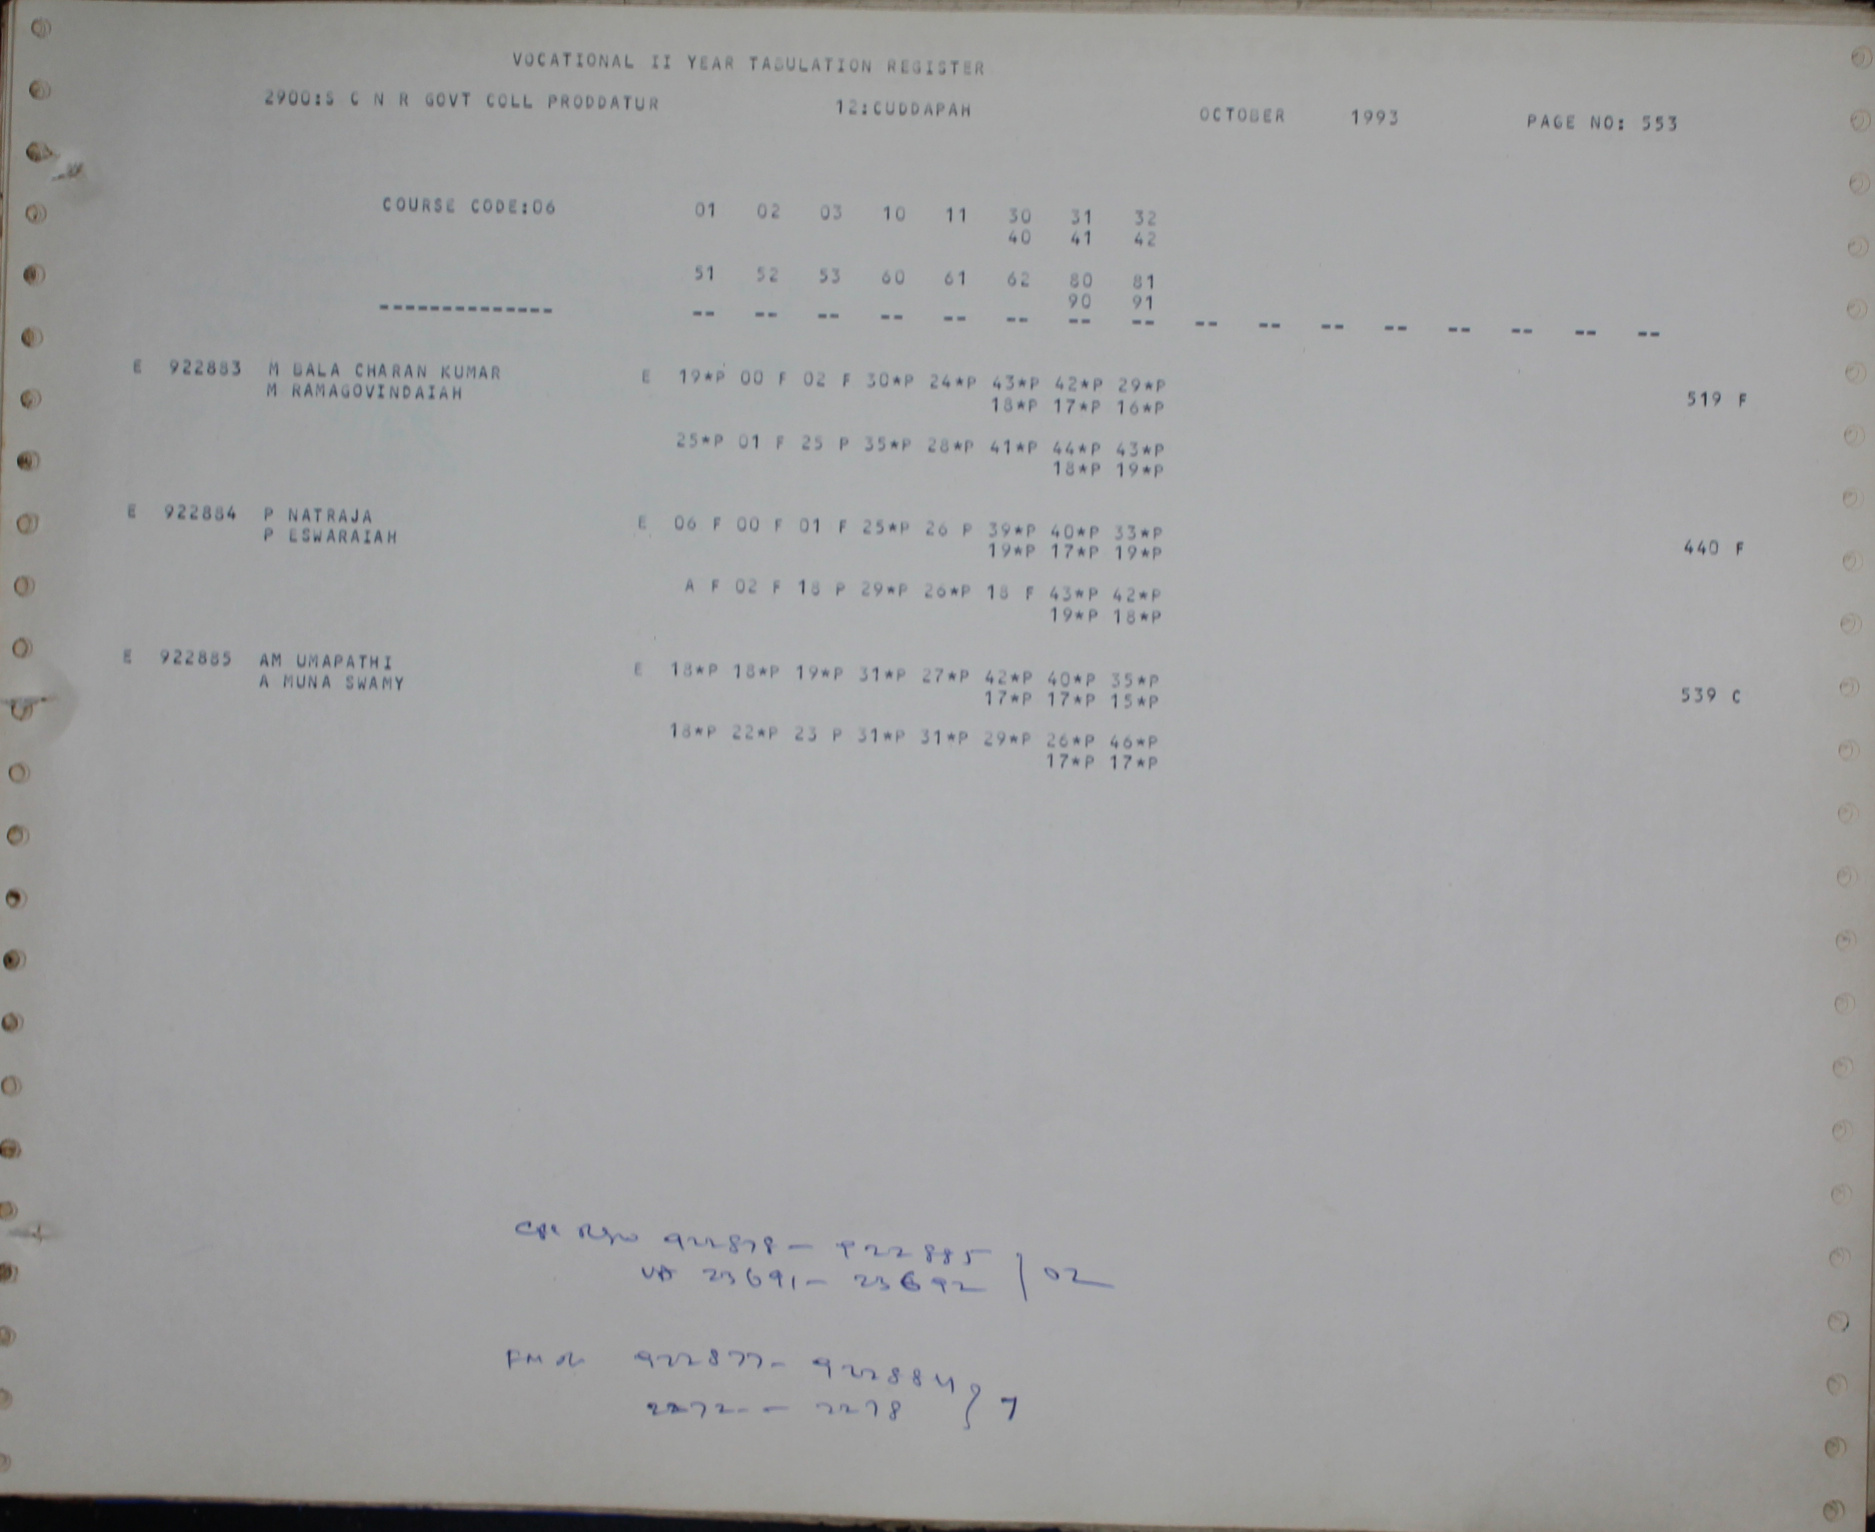 VOCATIONAL II YEAR TABULATION REGISTER
2900:S C N R GOVT COLL PRODDATUR 12:CUDDAPAH OCTOBER 1993 PAGE NO: 553
COURSE CODE:06 01 02 03 10 11 30 31 32
40 41 42
51 52 53 60 61 62 80 81
90 91
-------------- -- -- -- -- -- -- -- -- -- -- -- -- -- -- -- --
E 922883 M BALA CHARAN KUMAR E 19*P 00 F 02 F 30*P 24*P 43*P 42*P 29*P
M RAMAGOVINDAIAH 18*P 17*P 16*P 519 F
25*P 01 F 25 P 35*P 28*P 41*P 44*P 43*P
18*P 19*P
E 922884 P NATRAJA E 06 F 00 F 01 F 25*P 26 P 39*P 40*P 33*P
P ESWARAIAH 19*P 17*P 19*P 440 F
A F 02 F 18 P 29*P 26*P 18 F 43*P 42*P
19*P 18*P
E 922885 AM UMAPATHI E 18*P 18*P 19*P 31*P 27*P 42*P 40*P 35*P
A MUNA SWAMY 17*P 17*P 15*P 539 C
18*P 22*P 23 P 31*P 31*P 29*P 26*P 46*P
17*P 17*P
922878 - 922885
23691 - 23692 02
922877 - 922884
2272 - 2278 7